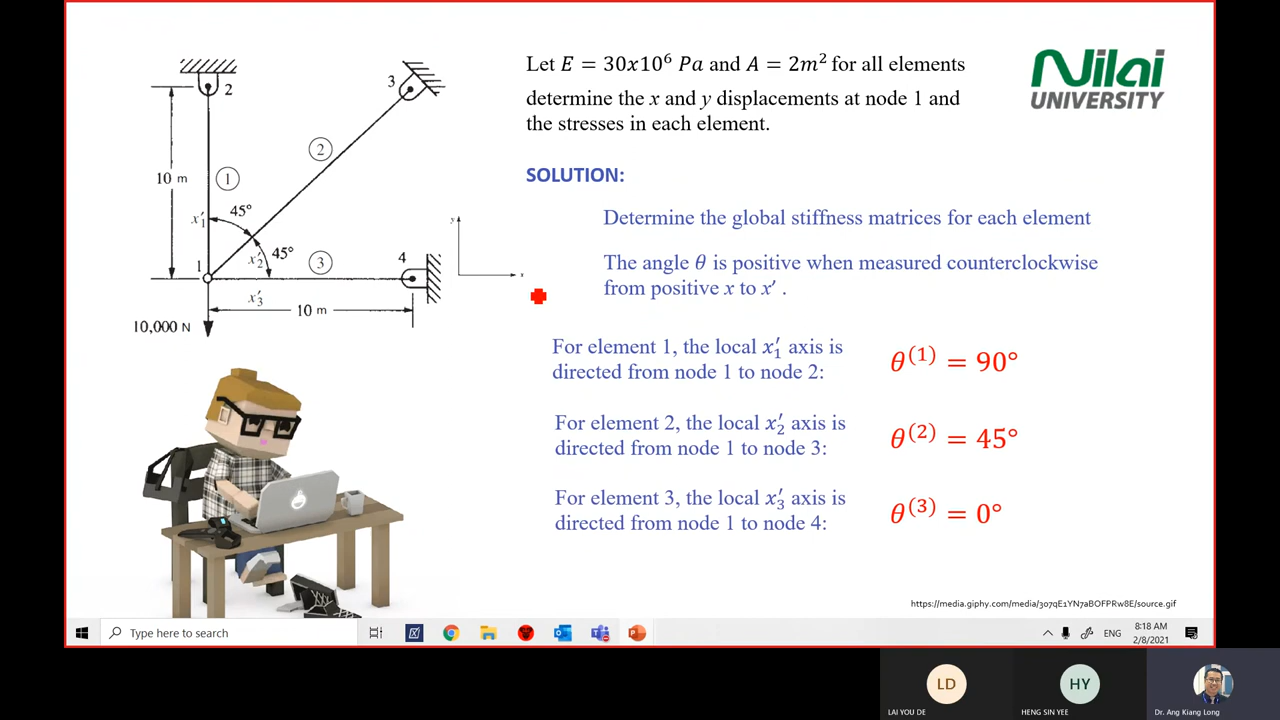 Let E = 30x10⁶ Pa and A = 2m² for all elements
determine the x and y displacements at node 1 and
the stresses in each element.
Nilai
UNIVERSITY
SOLUTION:
Determine the global stiffness matrices for each element
The angle θ is positive when measured counterclockwise
from positive x to x′ .
For element 1, the local x′₁ axis is
directed from node 1 to node 2:
θ⁽¹⁾ = 90°
For element 2, the local x′₂ axis is
directed from node 1 to node 3:
θ⁽²⁾ = 45°
For element 3, the local x′₃ axis is
directed from node 1 to node 4:
θ⁽³⁾ = 0°
2
3
10 m
1
2
x′₁
45°
45°
x′₂
1
3
4
x′₃
10 m
10,000 N
y
x
https://media.giphy.com/media/3o7qE1YN7aBOFPRw8E/source.gif
Type here to search
ENG
8:18 AM
2/8/2021
LD
LAI YOU DE
HY
HENG SIN YEE
Dr. Ang Kiang Long